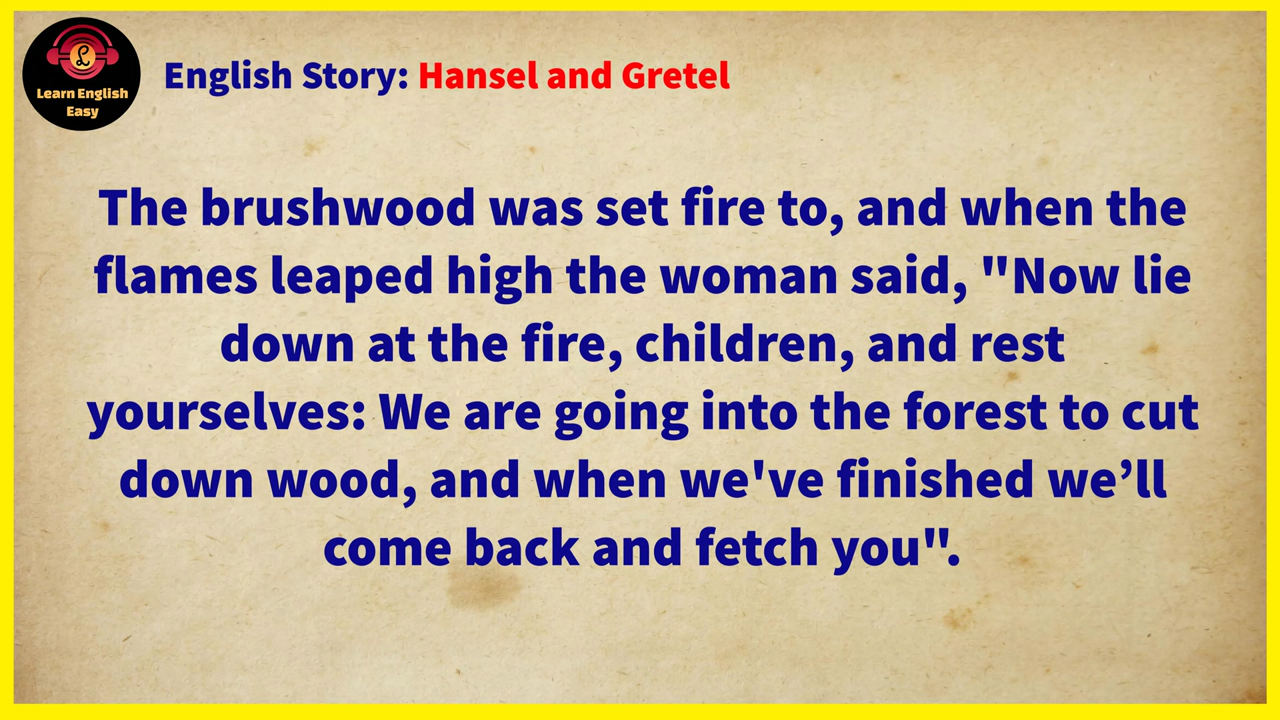 Learn English
Easy
English Story: Hansel and Gretel
The brushwood was set fire to, and when the
flames leaped high the woman said, "Now lie
down at the fire, children, and rest
yourselves: We are going into the forest to cut
down wood, and when we've finished we’ll
come back and fetch you".